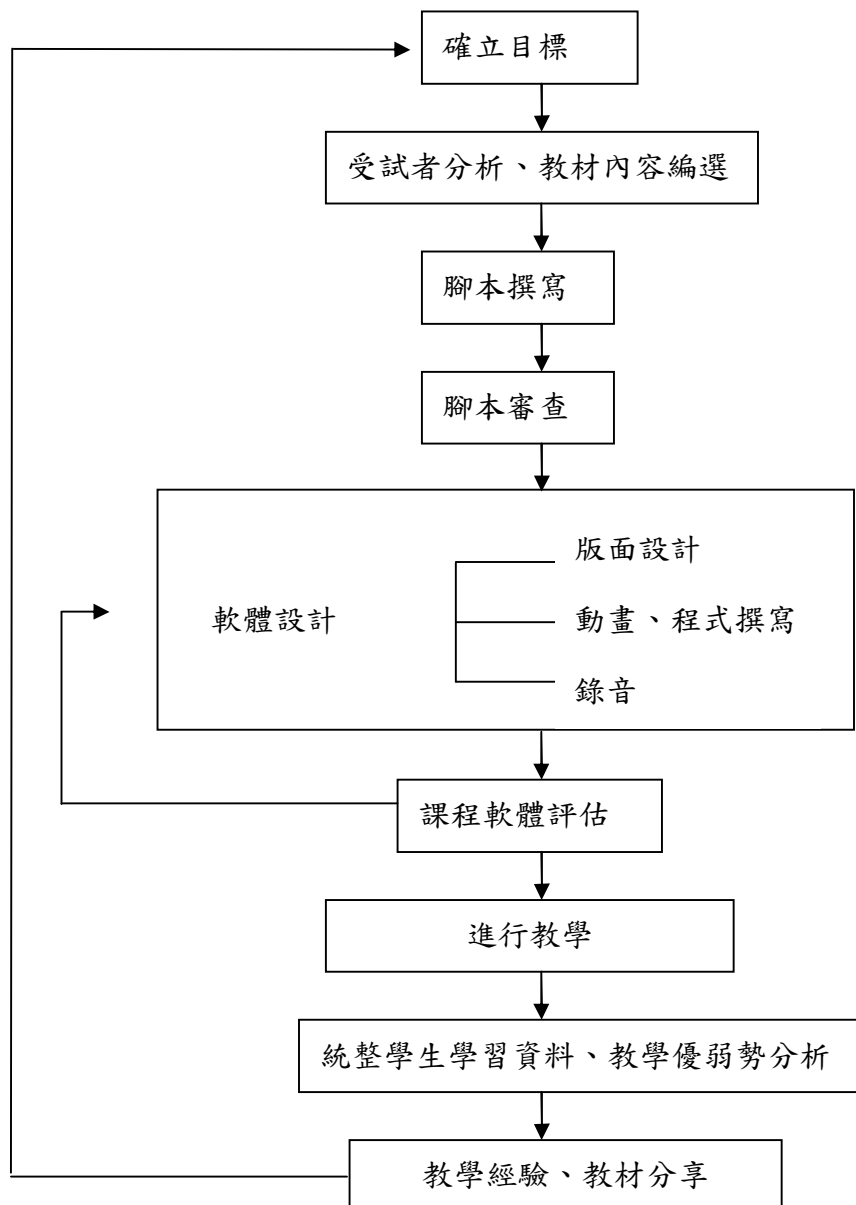 確立目標
受試者分析、教材內容編選
腳本撰寫
腳本審查
版面設計
軟體設計
動畫、程式撰寫
錄音
課程軟體評估
進行教學
統整學生學習資料、教學優弱勢分析
教學經驗、教材分享